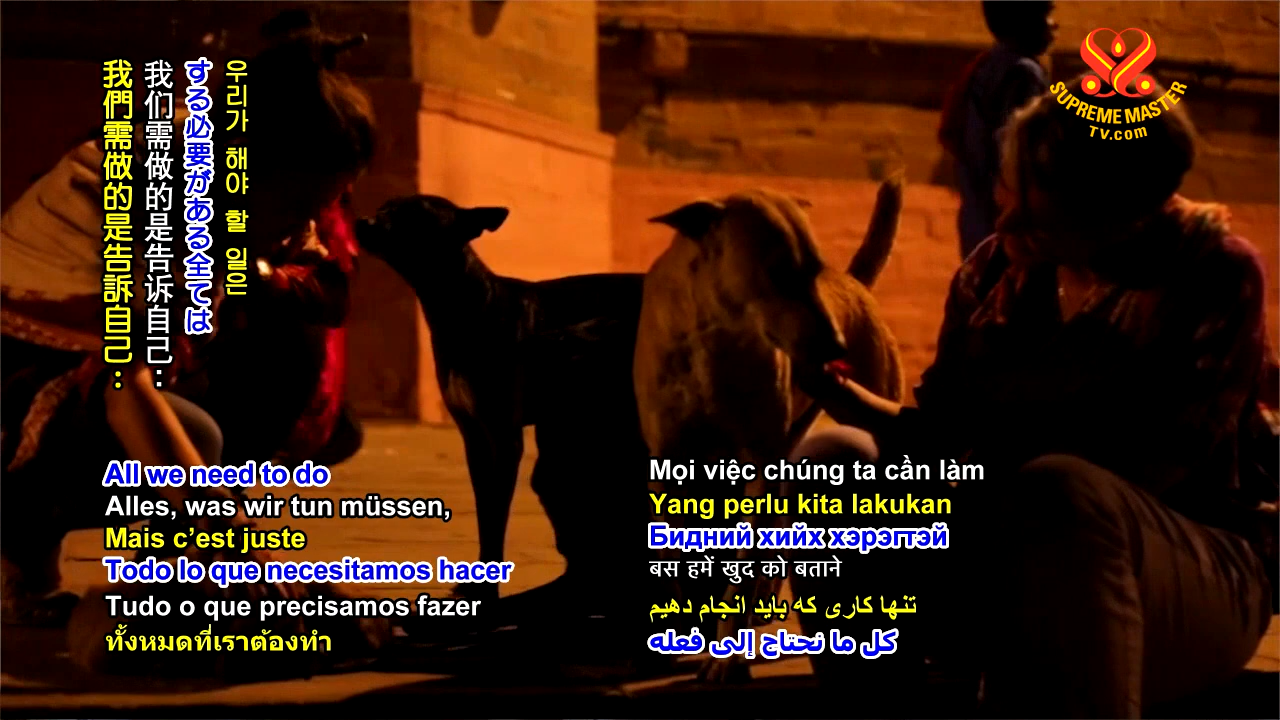 我們需做的是告訴自己：
我们需做的是告诉自己：
する必要がある全ては
우리가 해야 할 일은
SUPREME MASTER
TV.com
All we need to do
Alles, was wir tun müssen,
Mais c’est juste
Todo lo que necesitamos hacer
Tudo o que precisamos fazer
ทั้งหมดที่เราต้องทำ
Mọi việc chúng ta cần làm
Yang perlu kita lakukan
Бидний хийх хэрэгтэй
बस हमें खुद को बताने
تنها کاری که باید انجام دهیم
كل ما نحتاج إلى فعله